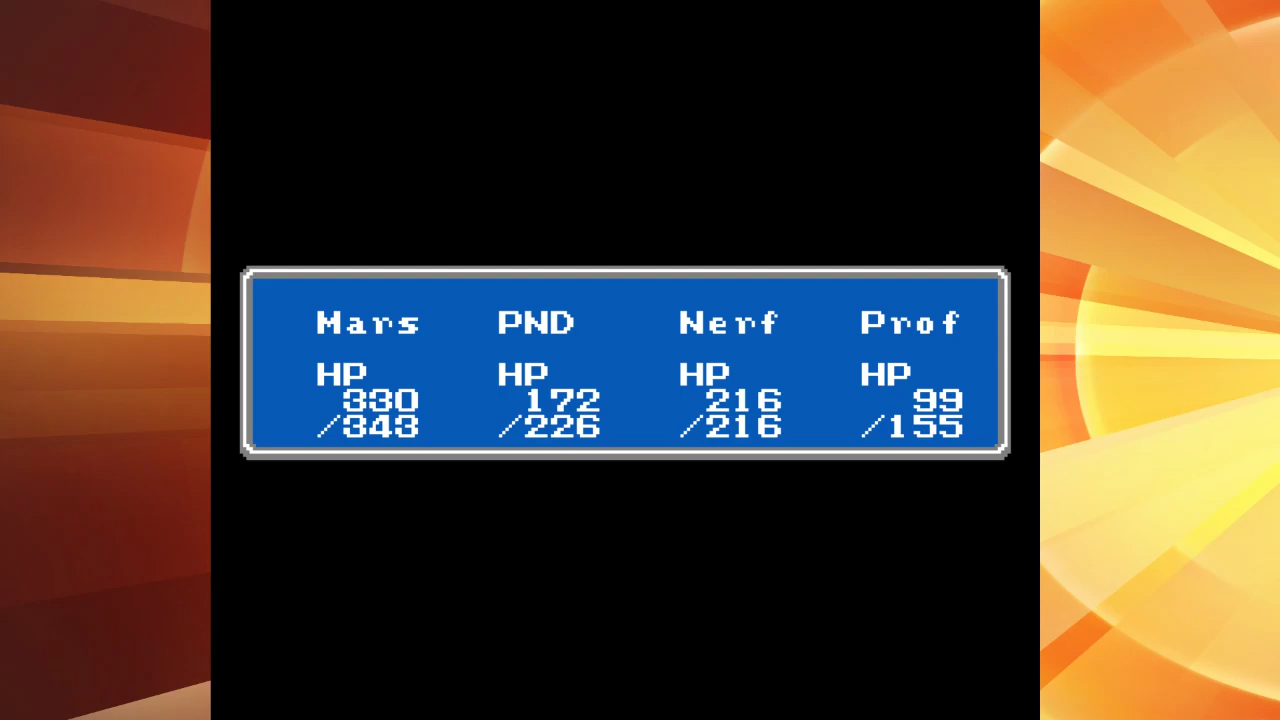 Mars PND Nerf Prof
HP HP HP HP
330 172 216 99
/343 /226 /216 /155